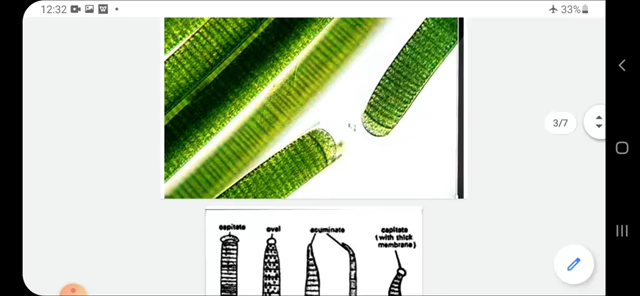 12:32
33%
3/7
capitate oval acuminate capitate
(with thick
membrane)